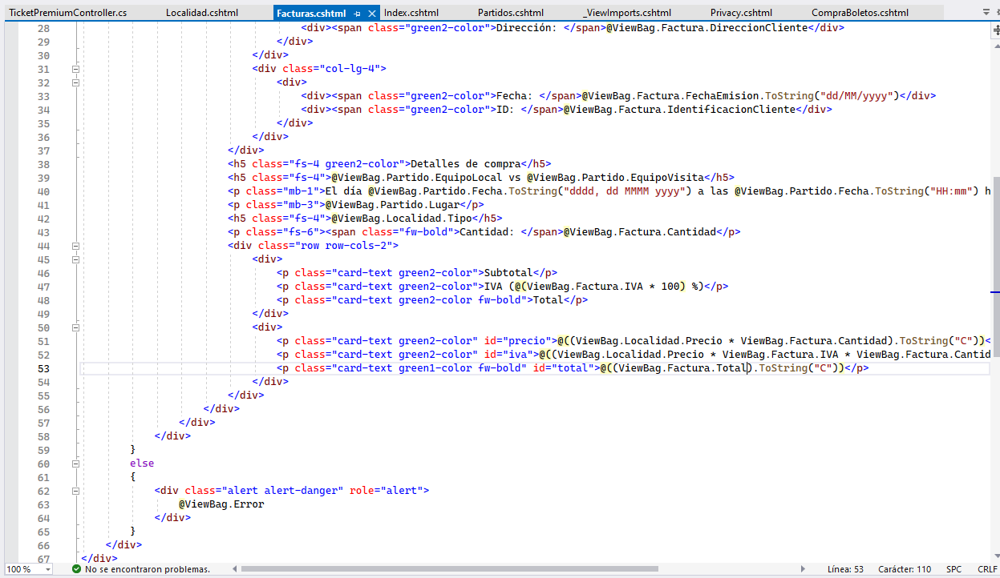 TicketPremiumController.cs Localidad.cshtml Facturas.cshtml Index.cshtml Partidos.cshtml _ViewImports.cshtml Privacy.cshtml CompraBoletos.cshtml
28 <div><span class="green2-color">Dirección: </span>@ViewBag.Factura.DireccionCliente</div>
29 </div>
30 </div>
31 <div class="col-lg-4">
32 <div>
33 <div><span class="green2-color">Fecha: </span>@ViewBag.Factura.FechaEmision.ToString("dd/MM/yyyy")</div>
34 <div><span class="green2-color">ID: </span>@ViewBag.Factura.IdentificacionCliente</div>
35 </div>
36 </div>
37 </div>
38 <h5 class="fs-4 green2-color">Detalles de compra</h5>
39 <h5 class="fs-4">@ViewBag.Partido.EquipoLocal vs @ViewBag.Partido.EquipoVisita</h5>
40 <p class="mb-1">El día @ViewBag.Partido.Fecha.ToString("dddd, dd MMMM yyyy") a las @ViewBag.Partido.Fecha.ToString("HH:mm") h
41 <p class="mb-3">@ViewBag.Partido.Lugar</p>
42 <h5 class="fs-4">@ViewBag.Localidad.Tipo</h5>
43 <p class="fs-6"><span class="fw-bold">Cantidad: </span>@ViewBag.Factura.Cantidad</p>
44 <div class="row row-cols-2">
45 <div>
46 <p class="card-text green2-color">Subtotal</p>
47 <p class="card-text green2-color">IVA (@(ViewBag.Factura.IVA * 100) %)</p>
48 <p class="card-text green2-color fw-bold">Total</p>
49 </div>
50 <div>
51 <p class="card-text green2-color" id="precio">@((ViewBag.Localidad.Precio * ViewBag.Factura.Cantidad).ToString("C"))<
52 <p class="card-text green2-color" id="iva">@((ViewBag.Localidad.Precio * ViewBag.Factura.IVA * ViewBag.Factura.Cantid
53 <p class="card-text green1-color fw-bold" id="total">@((ViewBag.Factura.Total).ToString("C"))</p>
54 </div>
55 </div>
56 </div>
57 </div>
58 </div>
59 }
60 else
61 {
62 <div class="alert alert-danger" role="alert">
63 @ViewBag.Error
64 </div>
65 }
66 </div>
67 </div>
100 % No se encontraron problemas. Línea: 53 Carácter: 110 SPC CRLF